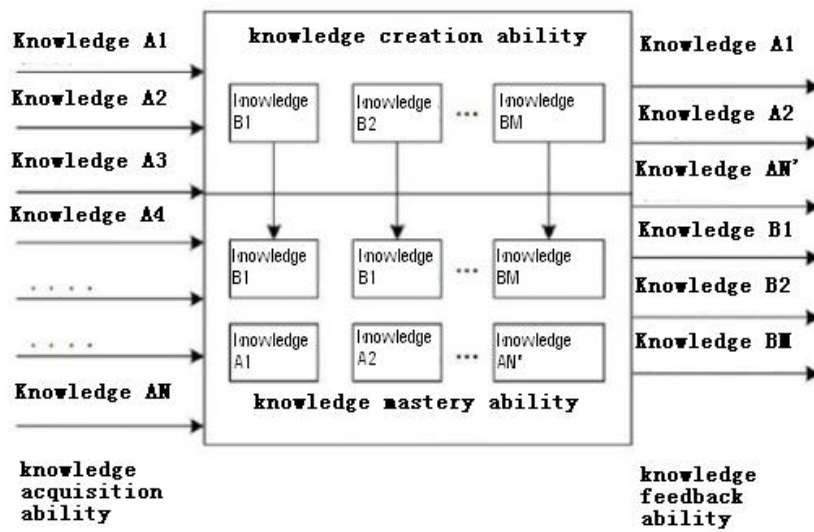 Knowledge A1
Knowledge A2
Knowledge A3
Knowledge A4
. . . .
. . . .
Knowledge AN
knowledge
acquisition
ability
knowledge creation ability
knowledge
B1
knowledge
B2
...
knowledge
BM
knowledge
B1
knowledge
B1
...
knowledge
BM
knowledge
A1
knowledge
A2
...
knowledge
AN'
knowledge mastery ability
Knowledge A1
Knowledge A2
Knowledge AN'
Knowledge B1
Knowledge B2
Knowledge BM
knowledge
feedback
ability